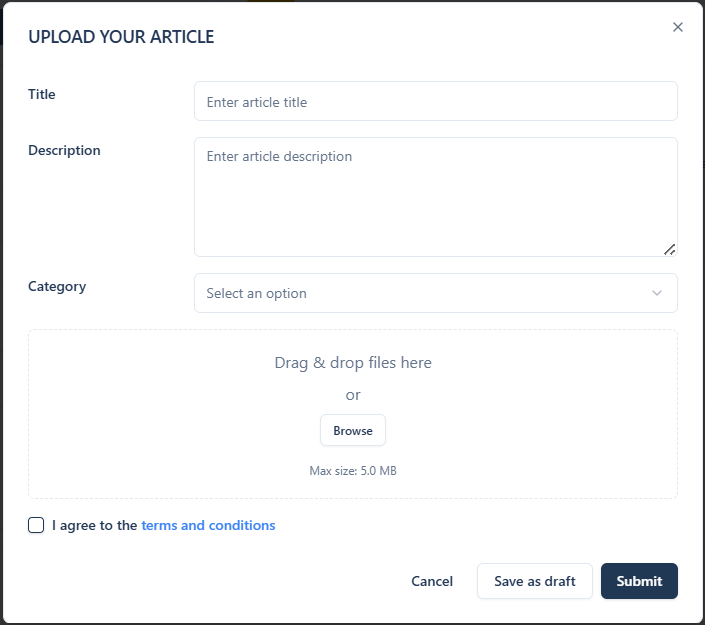 UPLOAD YOUR ARTICLE
Title
Enter article title
Description
Enter article description
Category
Select an option
Drag & drop files here
or
Browse
Max size: 5.0 MB
I agree to the terms and conditions
Cancel
Save as draft
Submit